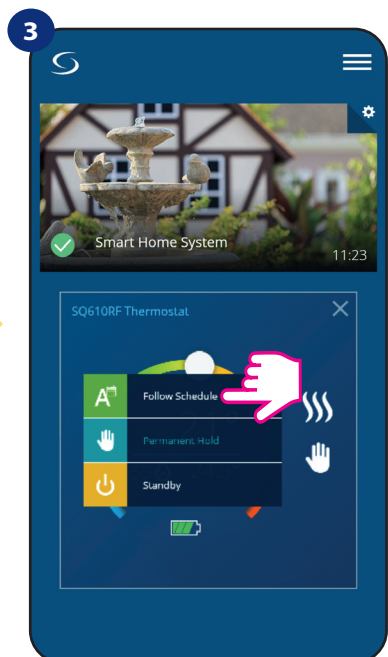 3
Smart Home System
11:23
SQ610RF Thermostat
Follow Schedule
Permanent Hold
Standby